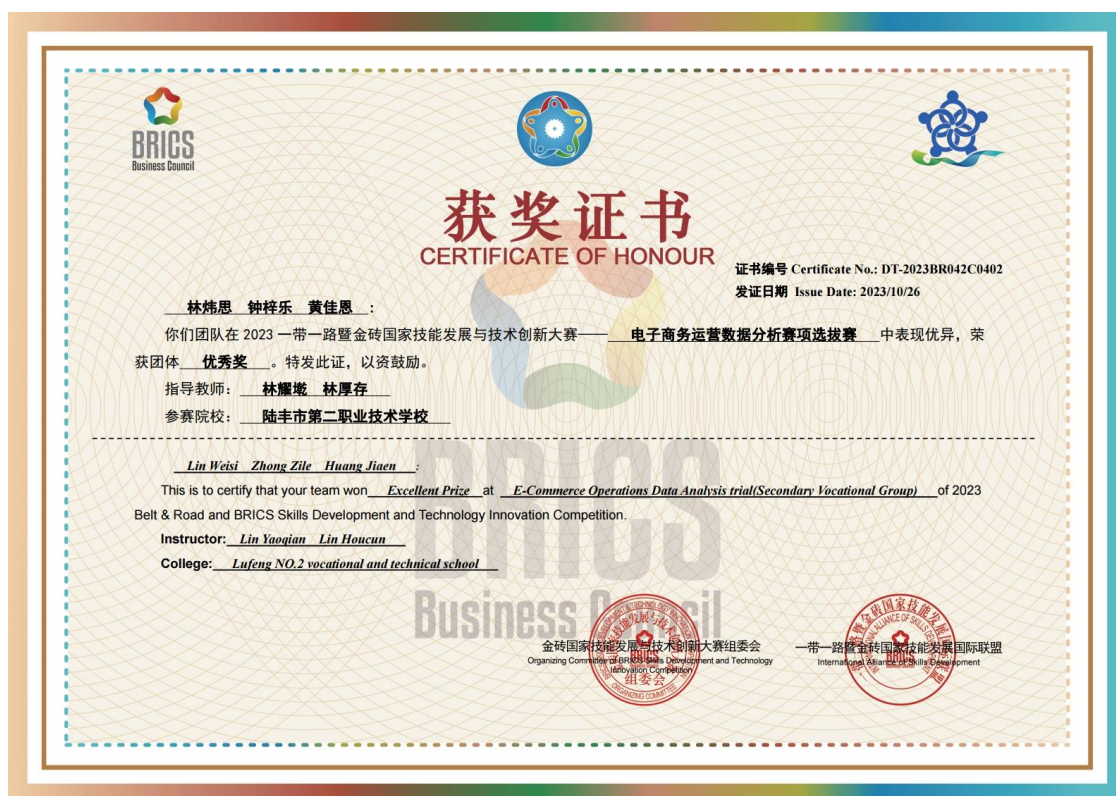 BRICS
Business Council
获奖证书
CERTIFICATE OF HONOUR
证书编号 Certificate No.: DT-2023BR042C0402
发证日期 Issue Date: 2023/10/26
林炜思 钟梓乐 黄佳恩 :
你们团队在 2023 一带一路暨金砖国家技能发展与技术创新大赛—— 电子商务运营数据分析赛项选拔赛 中表现优异，荣
获团体 优秀奖 。特发此证，以资鼓励。
指导教师： 林耀墘 林厚存
参赛院校： 陆丰市第二职业技术学校
Lin Weisi Zhong Zile Huang Jiaen :
This is to certify that your team won Excellent Prize at E-Commerce Operations Data Analysis trial(Secondary Vocational Group) of 2023
Belt & Road and BRICS Skills Development and Technology Innovation Competition.
Instructor: Lin Yaoqian Lin Houcun
College: Lufeng NO.2 vocational and technical school
BRICS
Business Council
金砖国家技能发展与技术创新大赛组委会
Organizing Committee of BRICS Skills Development and Technology
Innovation Competition
组委会
ORGANIZING COMMITTEE
一带一路暨金砖国家技能发展国际联盟
International Alliance of Skills Development